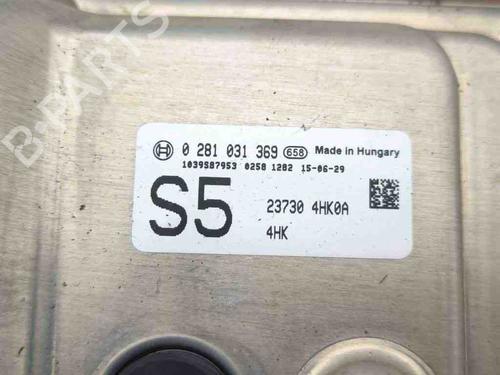 B-PARTS
0 281 031 369 658 Made in Hungary
1039S87953 0258 1282 15-06-29
S5
23730 4HK0A
4HK